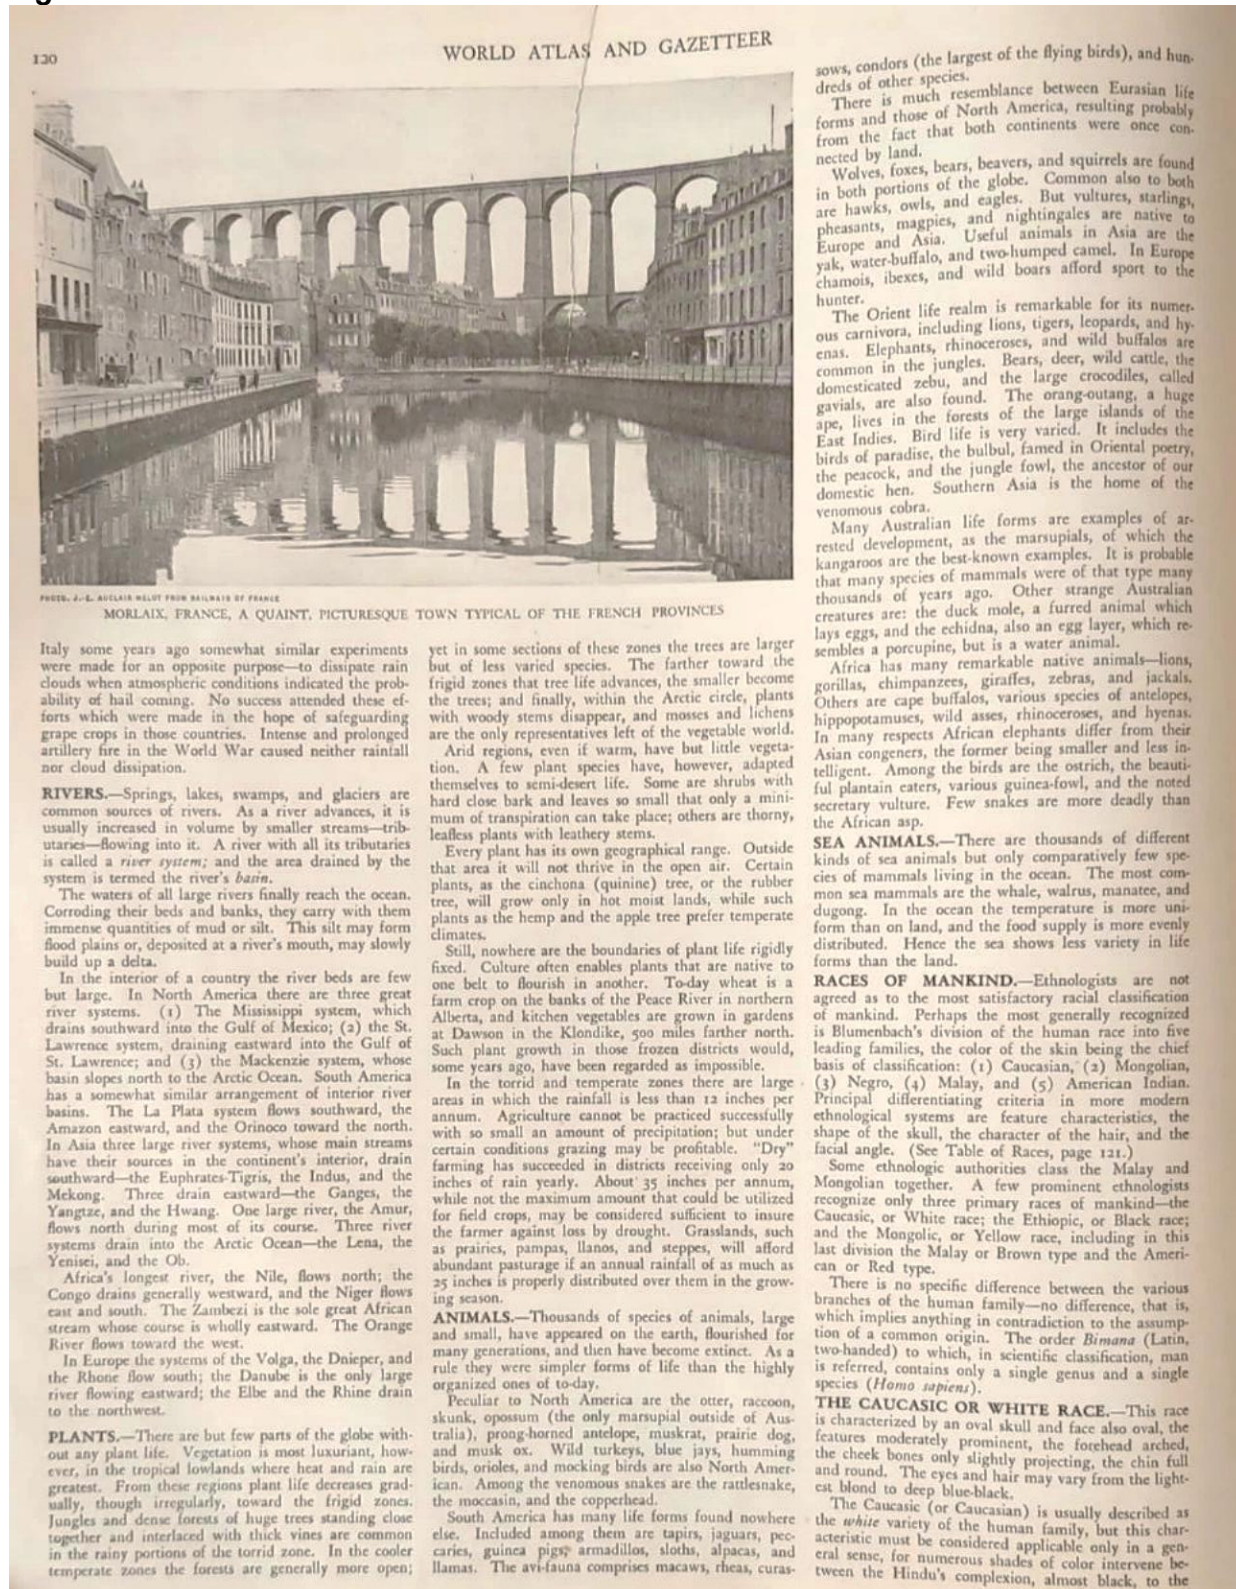 120
WORLD ATLAS AND GAZETTEER
PHOTO. J.-E. AUCLAIR MELOT FROM RAILWAYS OF FRANCE
MORLAIX, FRANCE, A QUAINT, PICTURESQUE TOWN TYPICAL OF THE FRENCH PROVINCES
Italy some years ago somewhat similar experiments
were made for an opposite purpose—to dissipate rain
clouds when atmospheric conditions indicated the prob-
ability of hail coming. No success attended these ef-
forts which were made in the hope of safeguarding
grape crops in those countries. Intense and prolonged
artillery fire in the World War caused neither rainfall
nor cloud dissipation.
RIVERS.—Springs, lakes, swamps, and glaciers are
common sources of rivers. As a river advances, it is
usually increased in volume by smaller streams—trib-
utaries—flowing into it. A river with all its tributaries
is called a river system; and the area drained by the
system is termed the river's basin.
The waters of all large rivers finally reach the ocean.
Corroding their beds and banks, they carry with them
immense quantities of mud or silt. This silt may form
flood plains or, deposited at a river's mouth, may slowly
build up a delta.
In the interior of a country the river beds are few
but large. In North America there are three great
river systems. (1) The Mississippi system, which
drains southward into the Gulf of Mexico; (2) the St.
Lawrence system, draining eastward into the Gulf of
St. Lawrence; and (3) the Mackenzie system, whose
basin slopes north to the Arctic Ocean. South America
has a somewhat similar arrangement of interior river
basins. The La Plata system flows southward, the
Amazon eastward, and the Orinoco toward the north.
In Asia three large river systems, whose main streams
have their sources in the continent's interior, drain
southward—the Euphrates-Tigris, the Indus, and the
Mekong. Three drain eastward—the Ganges, the
Yangtze, and the Hwang. One large river, the Amur,
flows north during most of its course. Three river
systems drain into the Arctic Ocean—the Lena, the
Yenisei, and the Ob.
Africa's longest river, the Nile, flows north; the
Congo drains generally westward, and the Niger flows
east and south. The Zambezi is the sole great African
stream whose course is wholly eastward. The Orange
River flows toward the west.
In Europe the systems of the Volga, the Dnieper, and
the Rhone flow south; the Danube is the only large
river flowing eastward; the Elbe and the Rhine drain
to the northwest.
PLANTS.—There are but few parts of the globe with-
out any plant life. Vegetation is most luxuriant, how-
ever, in the tropical lowlands where heat and rain are
greatest. From these regions plant life decreases grad-
ually, though irregularly, toward the frigid zones.
Jungles and dense forests of huge trees standing close
together and interlaced with thick vines are common
in the rainy portions of the torrid zone. In the cooler
temperate zones the forests are generally more open;
yet in some sections of these zones the trees are larger
but of less varied species. The farther toward the
frigid zones that tree life advances, the smaller become
the trees; and finally, within the Arctic circle, plants
with woody stems disappear, and mosses and lichens
are the only representatives left of the vegetable world.
Arid regions, even if warm, have but little vegeta-
tion. A few plant species have, however, adapted
themselves to semi-desert life. Some are shrubs with
hard close bark and leaves so small that only a mini-
mum of transpiration can take place; others are thorny,
leafless plants with leathery stems.
Every plant has its own geographical range. Outside
that area it will not thrive in the open air. Certain
plants, as the cinchona (quinine) tree, or the rubber
tree, will grow only in hot moist lands, while such
plants as the hemp and the apple tree prefer temperate
climates.
Still, nowhere are the boundaries of plant life rigidly
fixed. Culture often enables plants that are native to
one belt to flourish in another. To-day wheat is a
farm crop on the banks of the Peace River in northern
Alberta, and kitchen vegetables are grown in gardens
at Dawson in the Klondike, 500 miles farther north.
Such plant growth in those frozen districts would,
some years ago, have been regarded as impossible.
In the torrid and temperate zones there are large
areas in which the rainfall is less than 12 inches per
annum. Agriculture cannot be practiced successfully
with so small an amount of precipitation; but under
certain conditions grazing may be profitable. "Dry"
farming has succeeded in districts receiving only 20
inches of rain yearly. About 35 inches per annum,
while not the maximum amount that could be utilized
for field crops, may be considered sufficient to insure
the farmer against loss by drought. Grasslands, such
as prairies, pampas, llanos, and steppes, will afford
abundant pasturage if an annual rainfall of as much as
25 inches is properly distributed over them in the grow-
ing season.
ANIMALS.—Thousands of species of animals, large
and small, have appeared on the earth, flourished for
many generations, and then have become extinct. As a
rule they were simpler forms of life than the highly
organized ones of to-day.
Peculiar to North America are the otter, raccoon,
skunk, opossum (the only marsupial outside of Aus-
tralia), prong-horned antelope, muskrat, prairie dog,
and musk ox. Wild turkeys, blue jays, humming
birds, orioles, and mocking birds are also North Amer-
ican. Among the venomous snakes are the rattlesnake,
the moccasin, and the copperhead.
South America has many life forms found nowhere
else. Included among them are tapirs, jaguars, pec-
caries, guinea pigs, armadillos, sloths, alpacas, and
llamas. The avi-fauna comprises macaws, rheas, curas-
sows, condors (the largest of the flying birds), and hun-
dreds of other species.
There is much resemblance between Eurasian life
forms and those of North America, resulting probably
from the fact that both continents were once con-
nected by land.
Wolves, foxes, bears, beavers, and squirrels are found
in both portions of the globe. Common also to both
are hawks, owls, and eagles. But vultures, starlings,
pheasants, magpies, and nightingales are native to
Europe and Asia. Useful animals in Asia are the
yak, water-buffalo, and two-humped camel. In Europe
chamois, ibexes, and wild boars afford sport to the
hunter.
The Orient life realm is remarkable for its numer-
ous carnivora, including lions, tigers, leopards, and hy-
enas. Elephants, rhinoceroses, and wild buffalos are
common in the jungles. Bears, deer, wild cattle, the
domesticated zebu, and the large crocodiles, called
gavials, are also found. The orang-outang, a huge
ape, lives in the forests of the large islands of the
East Indies. Bird life is very varied. It includes the
birds of paradise, the bulbul, famed in Oriental poetry,
the peacock, and the jungle fowl, the ancestor of our
domestic hen. Southern Asia is the home of the
venomous cobra.
Many Australian life forms are examples of ar-
rested development, as the marsupials, of which the
kangaroos are the best-known examples. It is probable
that many species of mammals were of that type many
thousands of years ago. Other strange Australian
creatures are: the duck mole, a furred animal which
lays eggs, and the echidna, also an egg layer, which re-
sembles a porcupine, but is a water animal.
Africa has many remarkable native animals—lions,
gorillas, chimpanzees, giraffes, zebras, and jackals.
Others are cape buffalos, various species of antelopes,
hippopotamuses, wild asses, rhinoceroses, and hyenas.
In many respects African elephants differ from their
Asian congeners, the former being smaller and less in-
telligent. Among the birds are the ostrich, the beauti-
ful plantain eaters, various guinea-fowl, and the noted
secretary vulture. Few snakes are more deadly than
the African asp.
SEA ANIMALS.—There are thousands of different
kinds of sea animals but only comparatively few spe-
cies of mammals living in the ocean. The most com-
mon sea mammals are the whale, walrus, manatee, and
dugong. In the ocean the temperature is more uni-
form than on land, and the food supply is more evenly
distributed. Hence the sea shows less variety in life
forms than the land.
RACES OF MANKIND.—Ethnologists are not
agreed as to the most satisfactory racial classification
of mankind. Perhaps the most generally recognized
is Blumenbach's division of the human race into five
leading families, the color of the skin being the chief
basis of classification: (1) Caucasian, (2) Mongolian,
(3) Negro, (4) Malay, and (5) American Indian.
Principal differentiating criteria in more modern
ethnological systems are feature characteristics, the
shape of the skull, the character of the hair, and the
facial angle. (See Table of Races, page 121.)
Some ethnologic authorities class the Malay and
Mongolian together. A few prominent ethnologists
recognize only three primary races of mankind—the
Caucasic, or White race; the Ethiopic, or Black race;
and the Mongolic, or Yellow race, including in this
last division the Malay or Brown type and the Ameri-
can or Red type.
There is no specific difference between the various
branches of the human family—no difference, that is,
which implies anything in contradiction to the assump-
tion of a common origin. The order Bimana (Latin,
two-handed) to which, in scientific classification, man
is referred, contains only a single genus and a single
species (Homo sapiens).
THE CAUCASIC OR WHITE RACE.—This race
is characterized by an oval skull and face also oval, the
features moderately prominent, the forehead arched,
the cheek bones only slightly projecting, the chin full
and round. The eyes and hair may vary from the light-
est blond to deep blue-black.
The Caucasic (or Caucasian) is usually described as
the white variety of the human family, but this char-
acteristic must be considered applicable only in a gen-
eral sense, for numerous shades of color intervene be-
tween the Hindu's complexion, almost black, to the